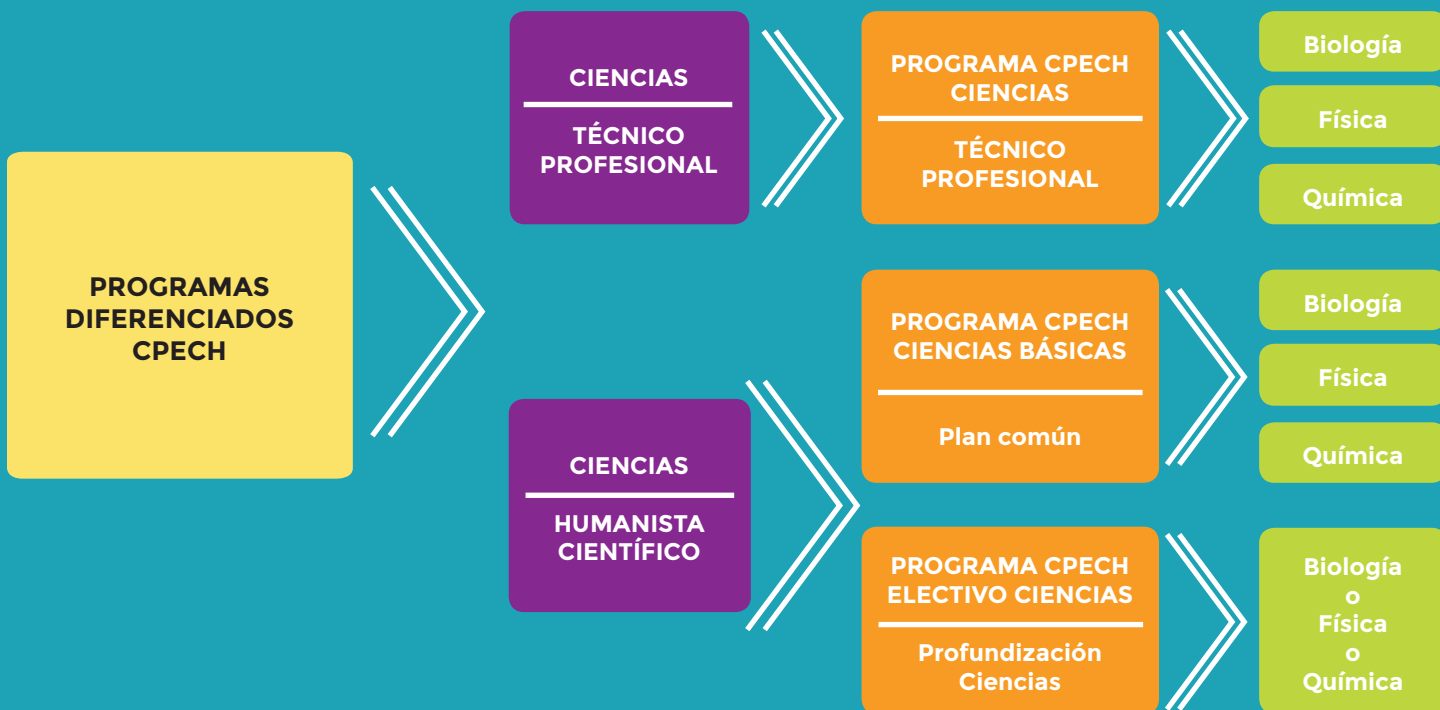 PROGRAMAS
DIFERENCIADOS
CPECH
CIENCIAS
TÉCNICO
PROFESIONAL
PROGRAMA CPECH
CIENCIAS
TÉCNICO
PROFESIONAL
Biología
Física
Química
CIENCIAS
HUMANISTA
CIENTÍFICO
PROGRAMA CPECH
CIENCIAS BÁSICAS
Plan común
Biología
Física
Química
PROGRAMA CPECH
ELECTIVO CIENCIAS
Profundización
Ciencias
Biología
o
Física
o
Química